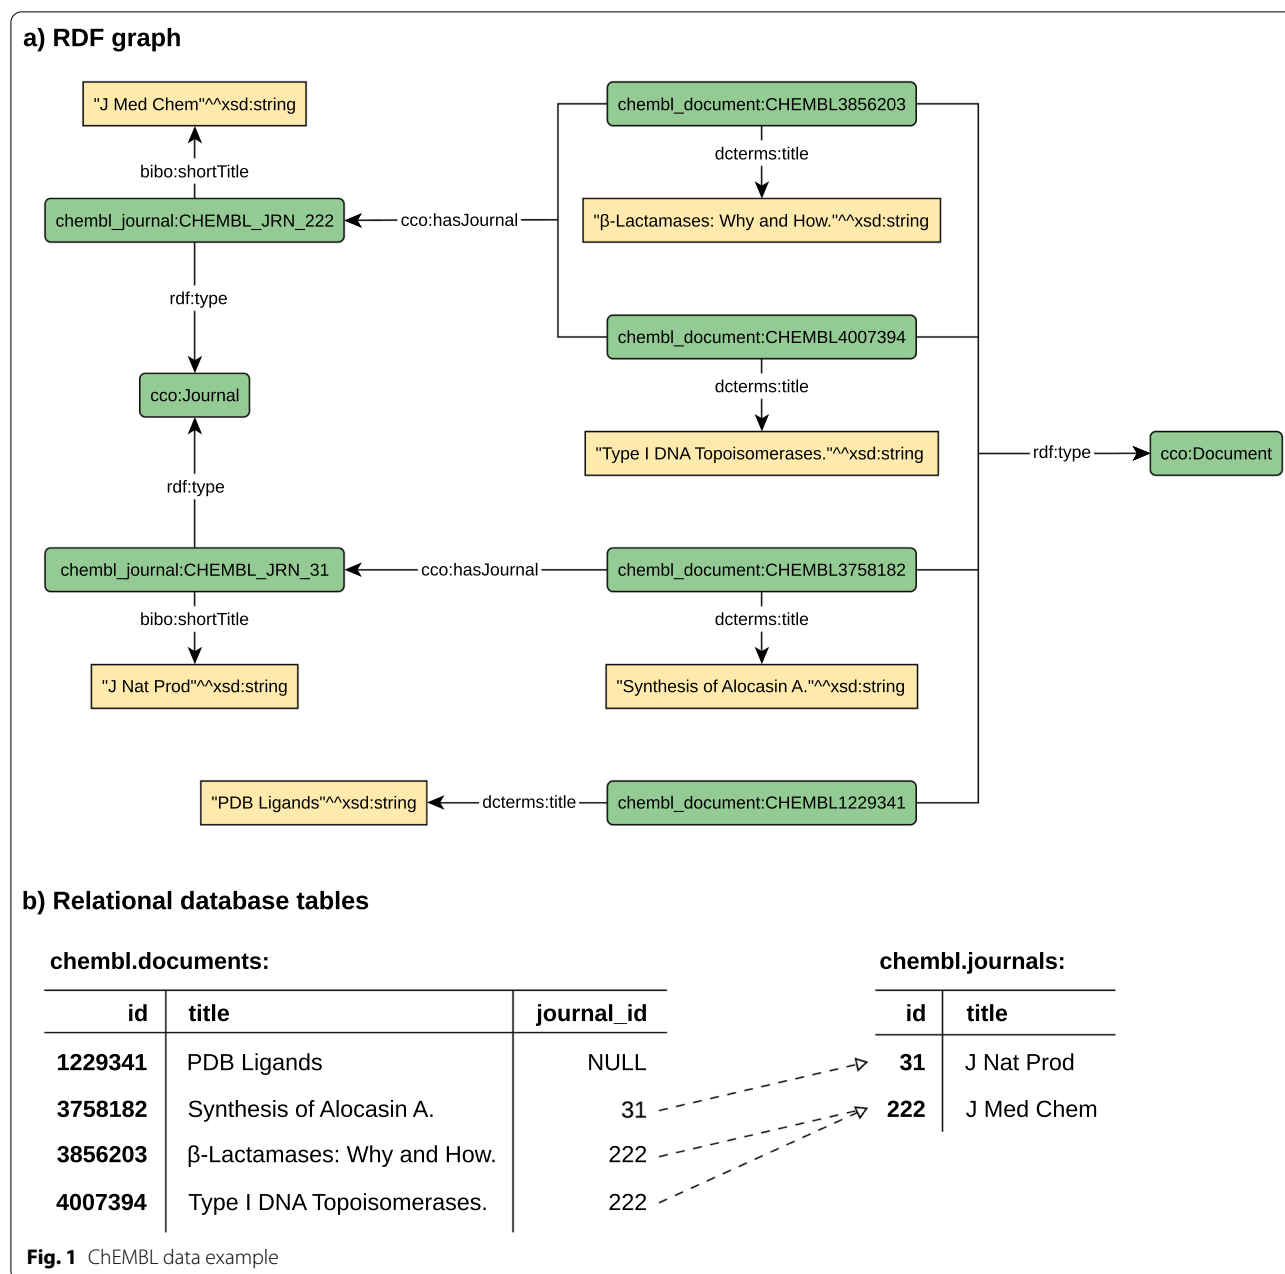 a) RDF graph
"J Med Chem"^^xsd:string
chembl_document:CHEMBL3856203
dcterms:title
bibo:shortTitle
chembl_journal:CHEMBL_JRN_222
cco:hasJournal
"β-Lactamases: Why and How."^^xsd:string
rdf:type
chembl_document:CHEMBL4007394
dcterms:title
cco:Journal
"Type I DNA Topoisomerases."^^xsd:string
rdf:type
cco:Document
rdf:type
chembl_journal:CHEMBL_JRN_31
cco:hasJournal
chembl_document:CHEMBL3758182
bibo:shortTitle
dcterms:title
"J Nat Prod"^^xsd:string
"Synthesis of Alocasin A."^^xsd:string
"PDB Ligands"^^xsd:string
dcterms:title
chembl_document:CHEMBL1229341
b) Relational database tables
chembl.documents:
id title journal_id
1229341 PDB Ligands NULL
3758182 Synthesis of Alocasin A. 31
3856203 β-Lactamases: Why and How. 222
4007394 Type I DNA Topoisomerases. 222
chembl.journals:
id title
31 J Nat Prod
222 J Med Chem
Fig. 1 ChEMBL data example